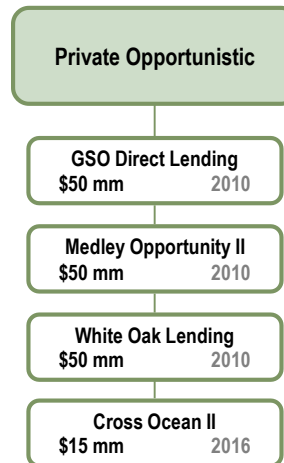 Private Opportunistic
GSO Direct Lending
$50 mm 2010
Medley Opportunity II
$50 mm 2010
White Oak Lending
$50 mm 2010
Cross Ocean II
$15 mm 2016